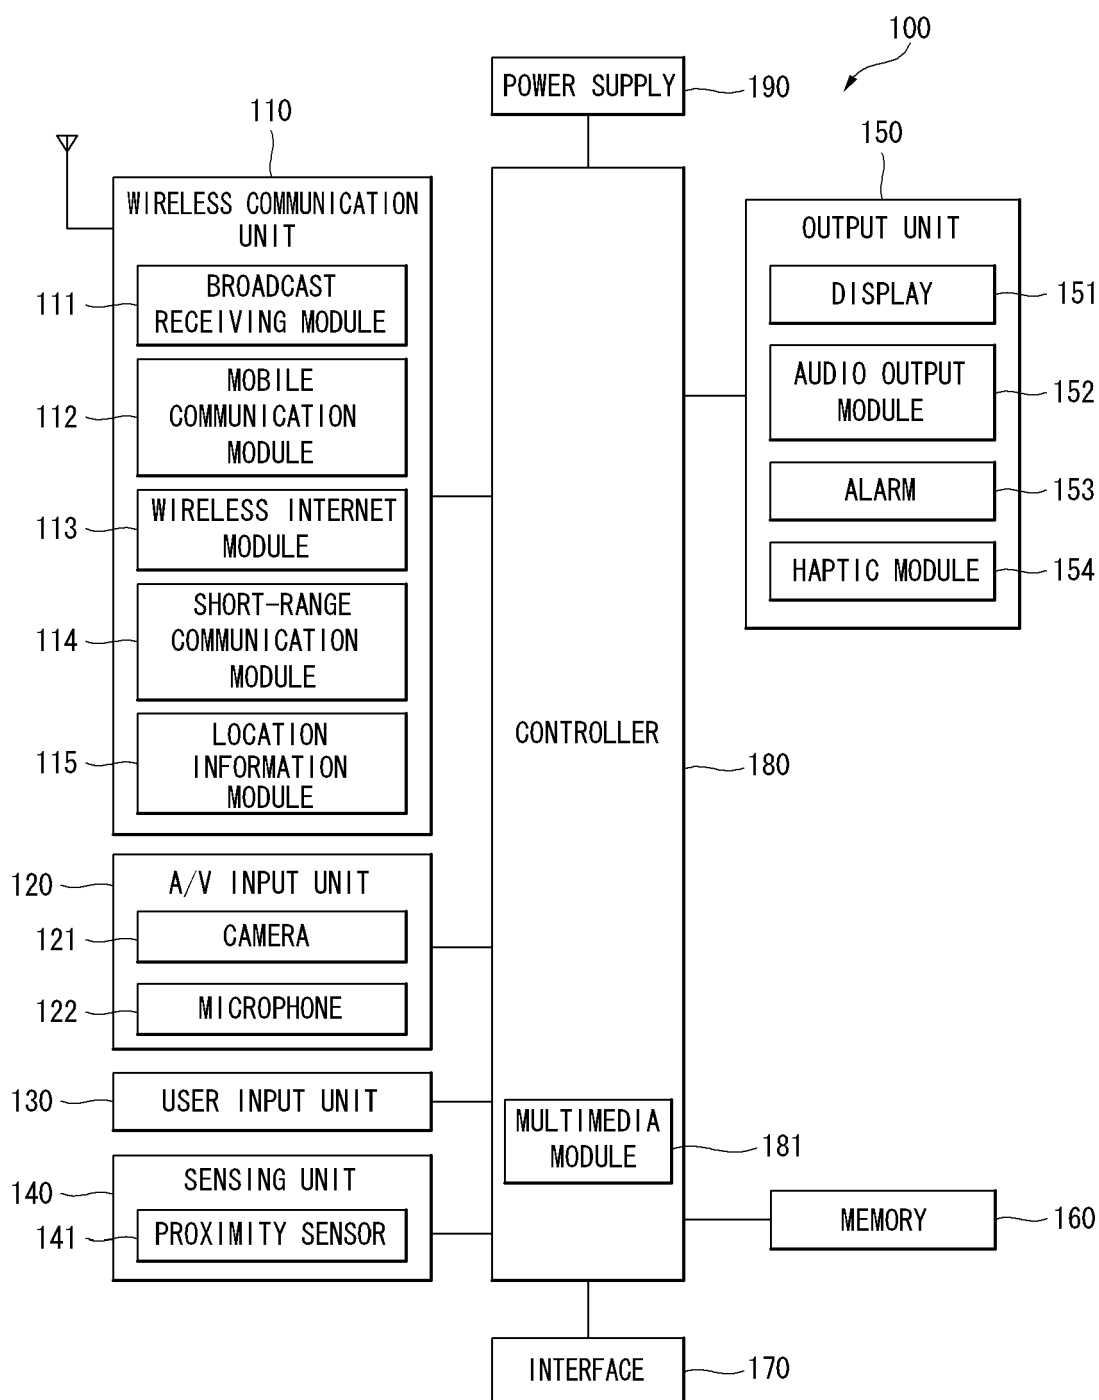 100
POWER SUPPLY
190
110
150
WIRELESS COMMUNICATION
UNIT
BROADCAST
RECEIVING MODULE
111
MOBILE
COMMUNICATION
MODULE
112
WIRELESS INTERNET
MODULE
113
SHORT-RANGE
COMMUNICATION
MODULE
114
LOCATION
INFORMATION
MODULE
115
120
A/V INPUT UNIT
121
CAMERA
122
MICROPHONE
130
USER INPUT UNIT
140
SENSING UNIT
141
PROXIMITY SENSOR
CONTROLLER
180
MULTIMEDIA
MODULE
181
OUTPUT UNIT
DISPLAY
151
AUDIO OUTPUT
MODULE
152
ALARM
153
HAPTIC MODULE
154
MEMORY
160
INTERFACE
170